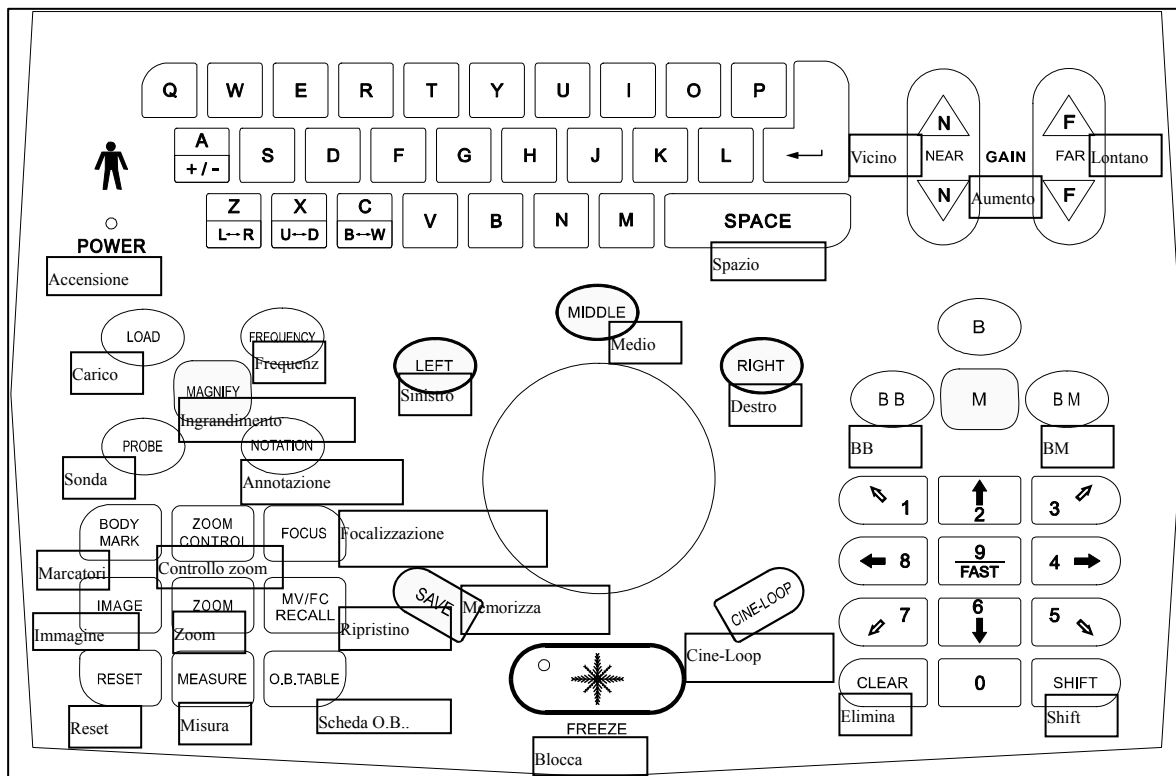 Q W E R T Y U I O P
A
+ / -
S D F G H J K L
Z
L↔R
X
U↔D
C
B↔W
V B N M SPACE
Spazio
N
NEAR
N
Vicino
GAIN
Aumento
F
FAR
F
Lontano
POWER
Accensione
LOAD
Carico
FREQUENCY
Frequenz
MAGNIFY
Ingrandimento
PROBE
Sonda
NOTATION
Annotazione
LEFT
Sinistro
MIDDLE
Medio
RIGHT
Destro
B
B B
BB
M
B M
BM
BODY
MARK
Marcatori
ZOOM
CONTROL
Controllo zoom
FOCUS
Focalizzazione
IMAGE
Immagine
ZOOM
Zoom
MV/FC
RECALL
Ripristino
RESET
Reset
MEASURE
Misura
O.B.TABLE
Scheda O.B..
SAVE
Memorizza
CINE-LOOP
Cine-Loop
FREEZE
Blocca
1 2 3
8 9 4
FAST
7 6 5
CLEAR 0 SHIFT
Elimina
Shift